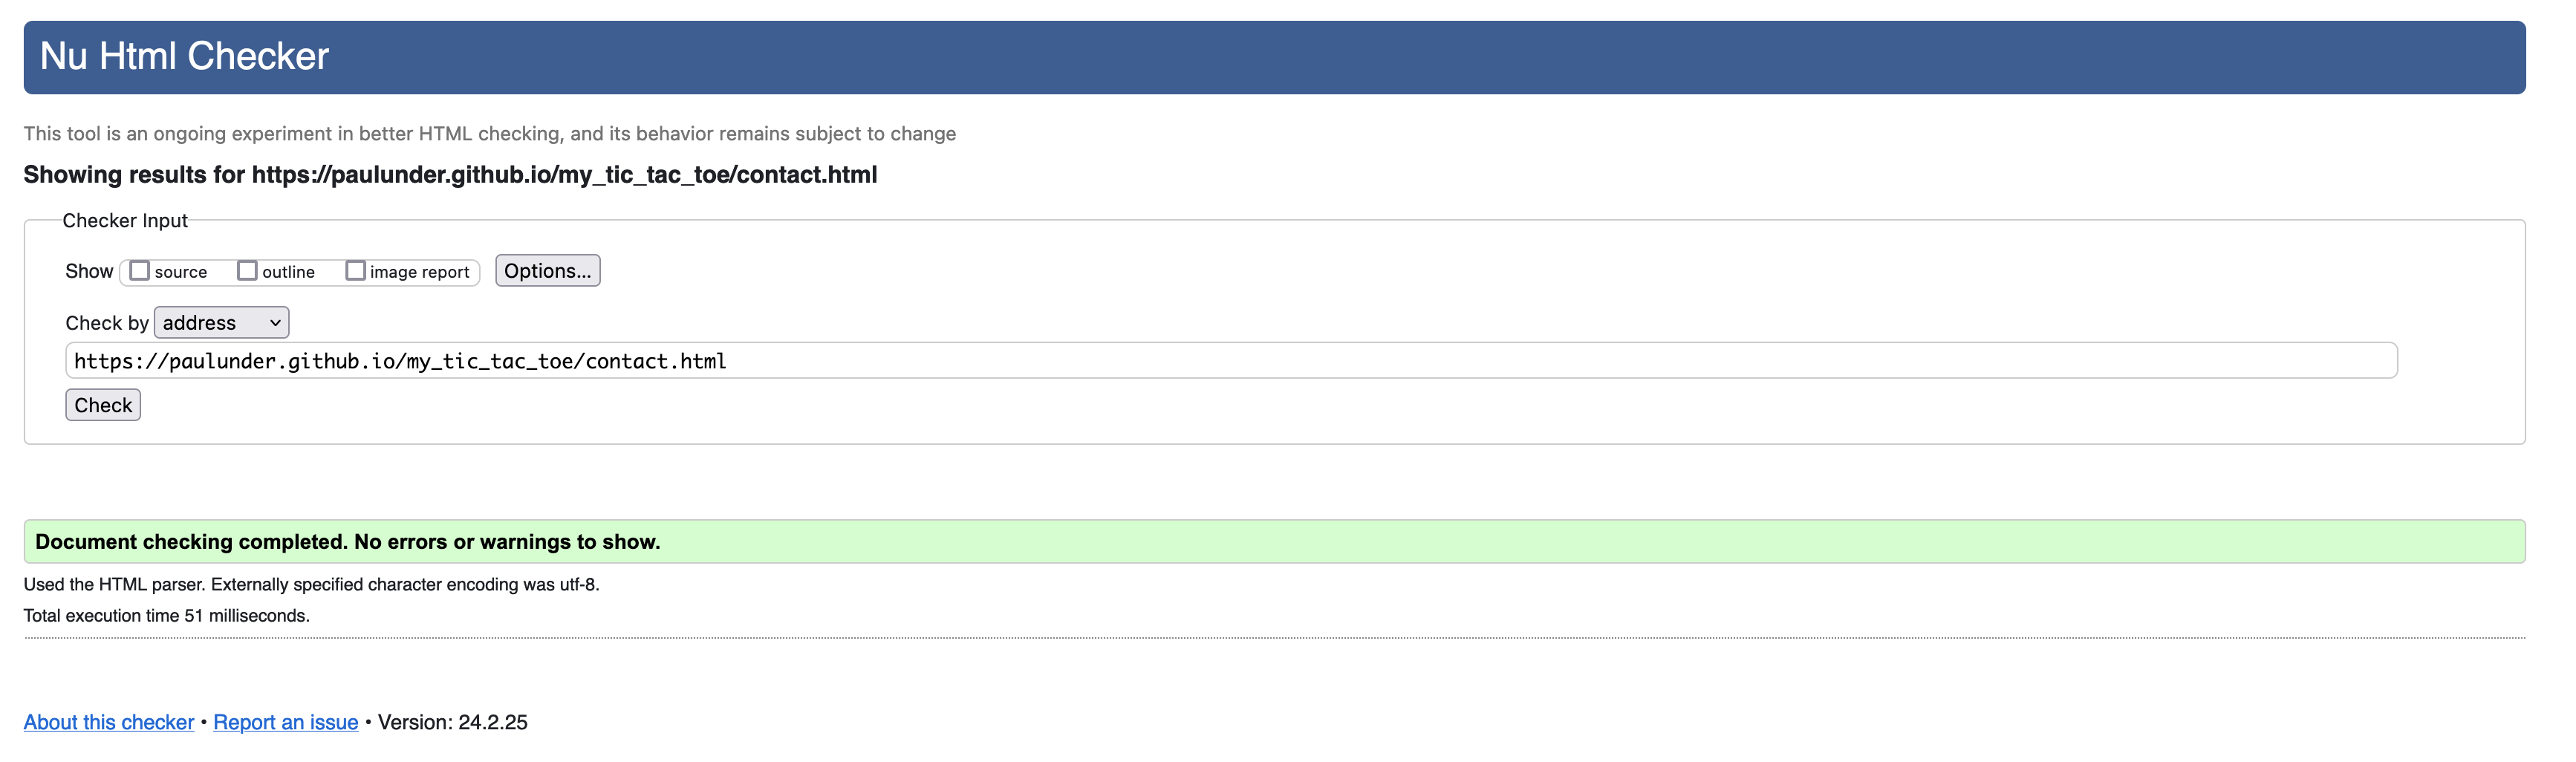 Nu Html Checker
This tool is an ongoing experiment in better HTML checking, and its behavior remains subject to change
Showing results for https://paulunder.github.io/my_tic_tac_toe/contact.html
Checker Input
Show source outline image report Options...
Check by address
https://paulunder.github.io/my_tic_tac_toe/contact.html
Check
Document checking completed. No errors or warnings to show.
Used the HTML parser. Externally specified character encoding was utf-8.
Total execution time 51 milliseconds.
About this checker • Report an issue • Version: 24.2.25